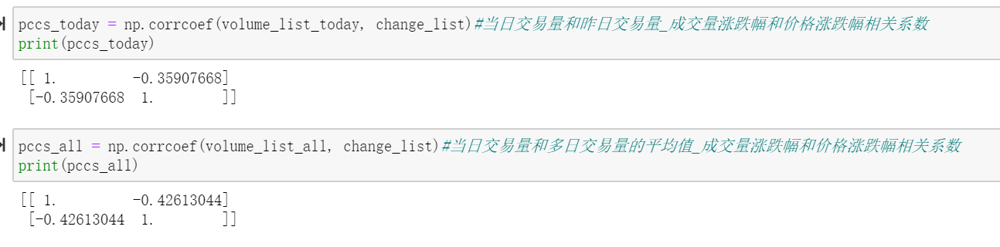 pccs_today = np.corrcoef(volume_list_today, change_list)#当日交易量和昨日交易量_成交量涨跌幅和价格涨跌幅相关系数
print(pccs_today)
[[ 1.         -0.35907668]
 [-0.35907668  1.        ]]
pccs_all = np.corrcoef(volume_list_all, change_list)#当日交易量和多日交易量的平均值_成交量涨跌幅和价格涨跌幅相关系数
print(pccs_all)
[[ 1.         -0.42613044]
 [-0.42613044  1.        ]]